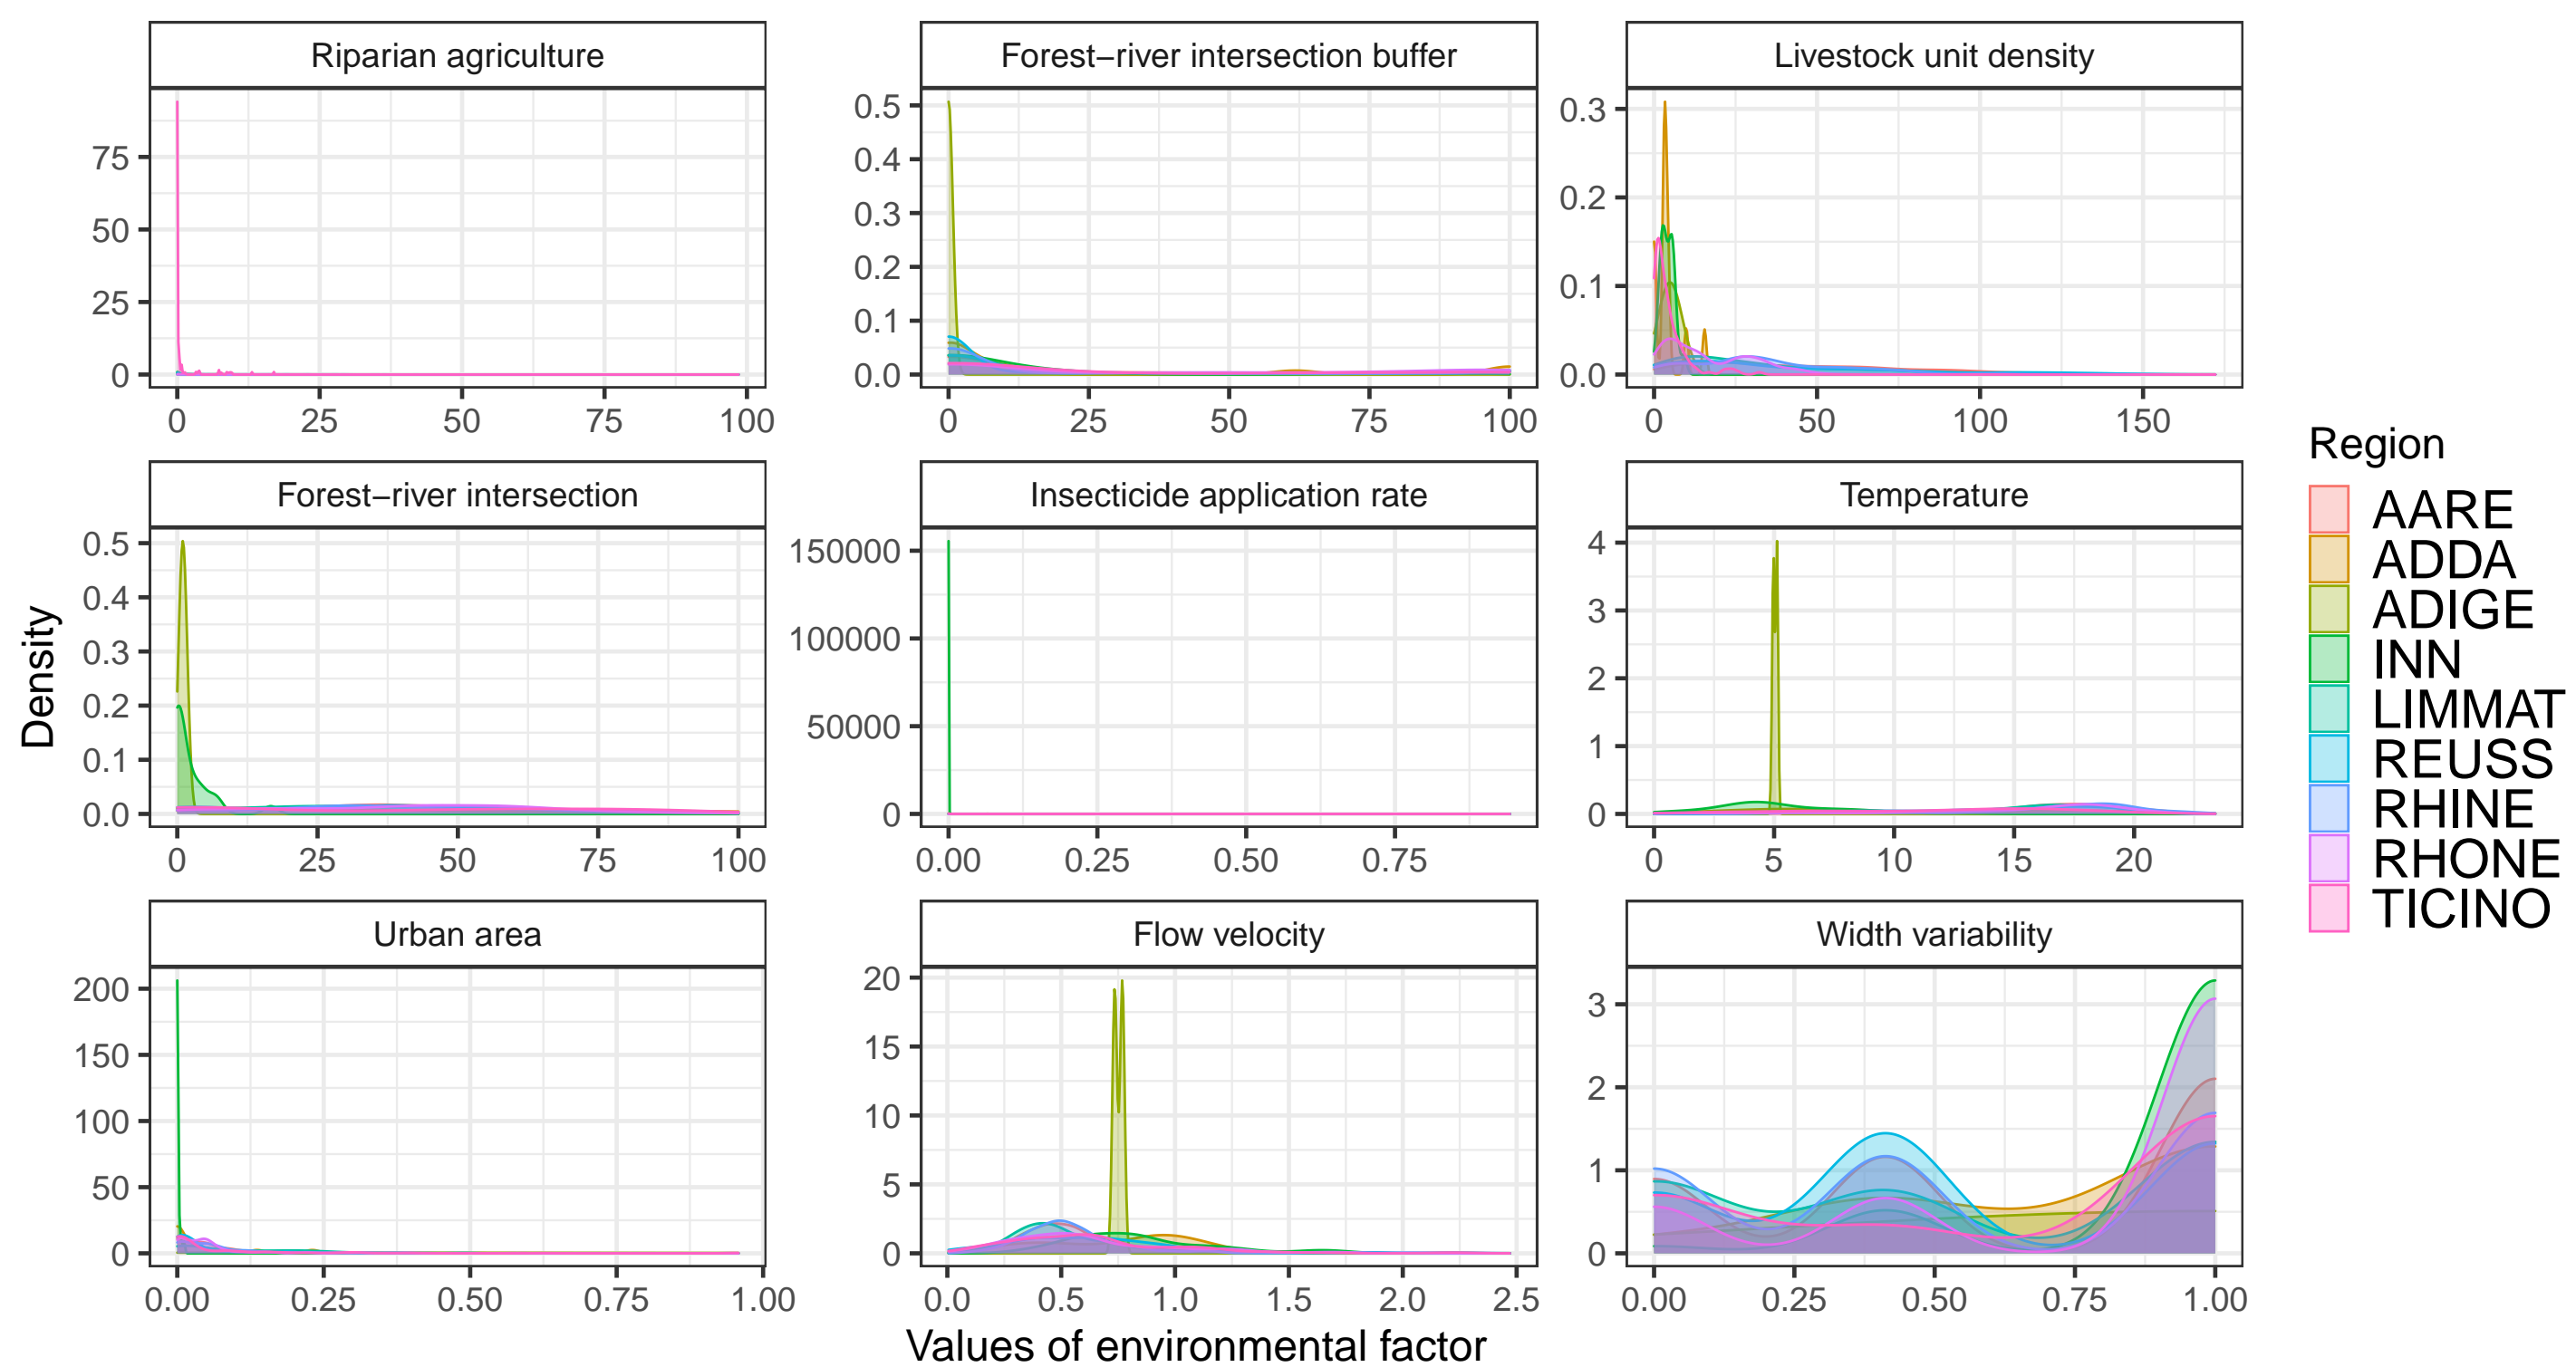 Riparian agriculture
Forest–river intersection buffer
Livestock unit density
75
50
25
0
0 25 50 75 100
0.5
0.4
0.3
0.2
0.1
0.0
0 25 50 75 100
0.3
0.2
0.1
0.0
0 50 100 150
Forest–river intersection
Insecticide application rate
Temperature
0.5
0.4
0.3
0.2
0.1
0.0
0 25 50 75 100
150000
100000
50000
0
0.00 0.25 0.50 0.75
4
3
2
1
0
0 5 10 15 20
Urban area
Flow velocity
Width variability
200
150
100
50
0
0.00 0.25 0.50 0.75 1.00
20
15
10
5
0
0.0 0.5 1.0 1.5 2.0 2.5
3
2
1
0
0.00 0.25 0.50 0.75 1.00
Density
Values of environmental factor
Region
AARE
ADDA
ADIGE
INN
LIMMAT
REUSS
RHINE
RHONE
TICINO